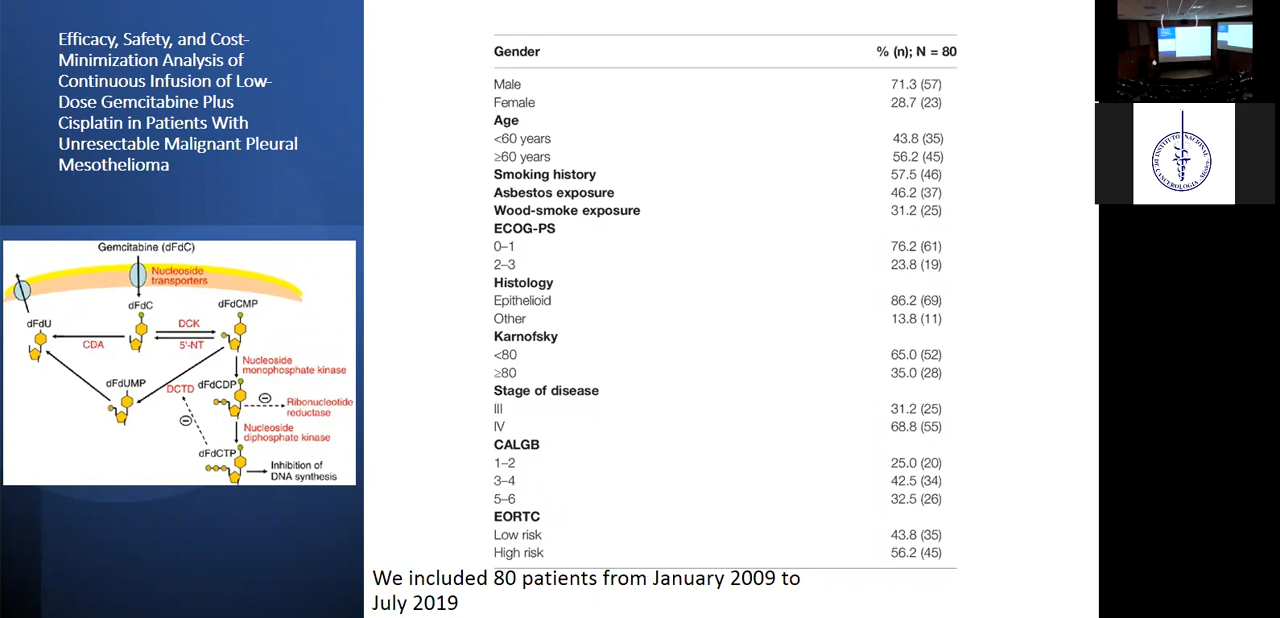 Efficacy, Safety, and Cost-
Minimization Analysis of
Continuous Infusion of Low-
Dose Gemcitabine Plus
Cisplatin in Patients With
Unresectable Malignant Pleural
Mesothelioma
Gemcitabine (dFdC)
Nucleoside
transporters
dFdC
dFdCMP
dFdU
DCK
CDA
5'-NT
Nucleoside
monophosphate kinase
dFdUMP
DCTD
dFdCDP
Ribonucleotide
reductase
Nucleoside
diphosphate kinase
dFdCTP
Inhibition of
DNA synthesis
Gender % (n); N = 80
Male 71.3 (57)
Female 28.7 (23)
Age
<60 years 43.8 (35)
≥60 years 56.2 (45)
Smoking history 57.5 (46)
Asbestos exposure 46.2 (37)
Wood-smoke exposure 31.2 (25)
ECOG-PS
0–1 76.2 (61)
2–3 23.8 (19)
Histology
Epithelioid 86.2 (69)
Other 13.8 (11)
Karnofsky
<80 65.0 (52)
≥80 35.0 (28)
Stage of disease
III 31.2 (25)
IV 68.8 (55)
CALGB
1–2 25.0 (20)
3–4 42.5 (34)
5–6 32.5 (26)
EORTC
Low risk 43.8 (35)
High risk 56.2 (45)
We included 80 patients from January 2009 to
July 2019
INSTITUTO NACIONAL
DE CANCEROLOGIA